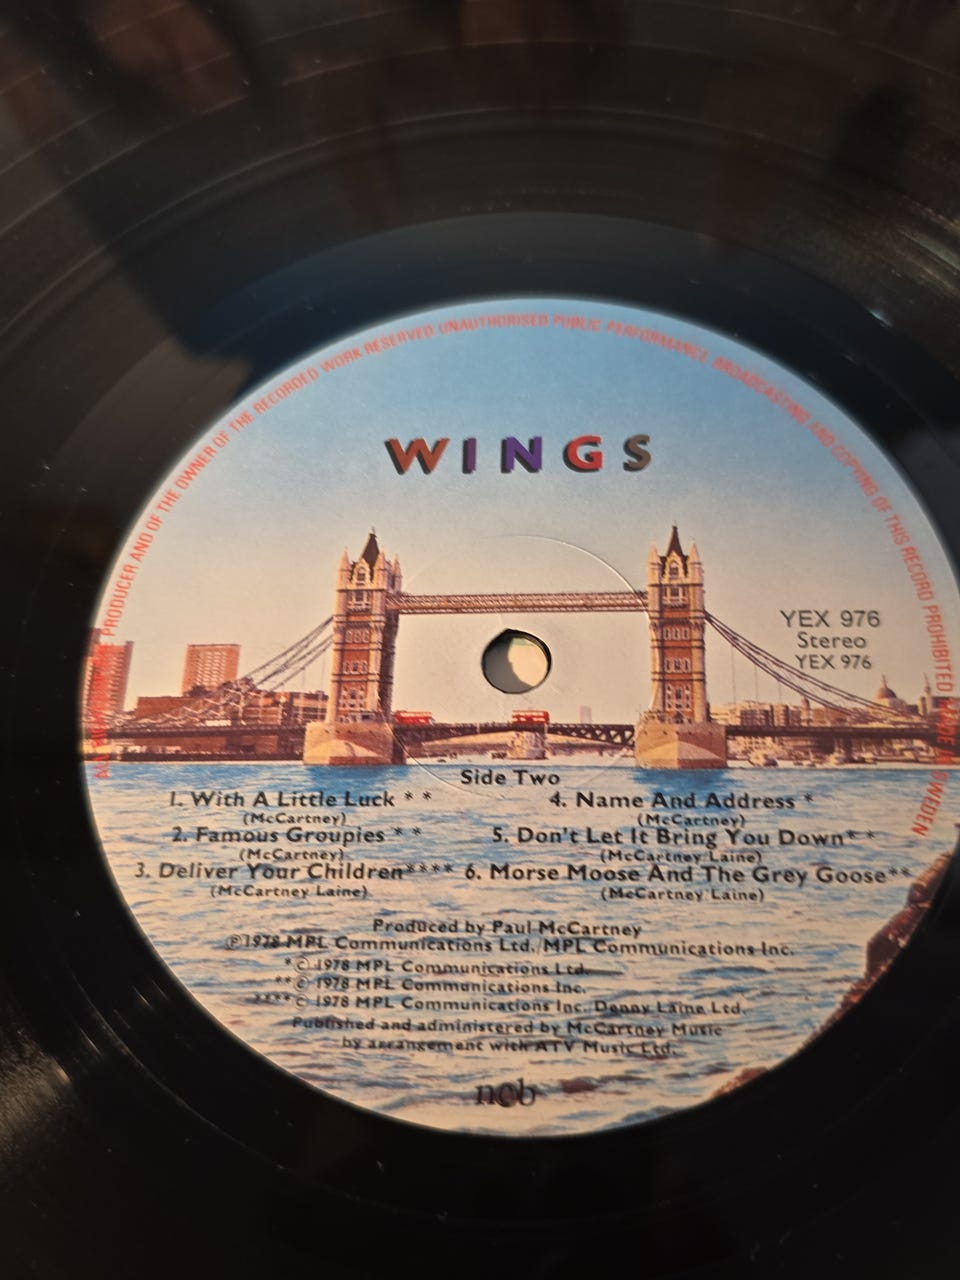 PRODUCER AND OF THE OWNER OF THE RECORDED WORK RESERVED UNAUTHORISED PUBLIC PERFORMANCE BROADCASTING AND COPYING OF THIS RECORD PROHIBITED MADE IN SWEDEN
WINGS
YEX 976
Stereo
YEX 976
Side Two
1. With A Little Luck * *
(McCartney)
2. Famous Groupies * *
(McCartney)
3. Deliver Your Children****
(McCartney Laine)
4. Name And Address *
(McCartney)
5. Don't Let It Bring You Down* *
(McCartney Laine)
6. Morse Moose And The Grey Goose**
(McCartney Laine)
Produced by Paul McCartney
℗1978 MPL Communications Ltd./MPL Communications Inc.
*© 1978 MPL Communications Ltd.
**© 1978 MPL Communications Inc.
****© 1978 MPL Communications Inc. Denny Laine Ltd.
Published and administered by McCartney Music
by arrangement with ATV Music Ltd.
ncb